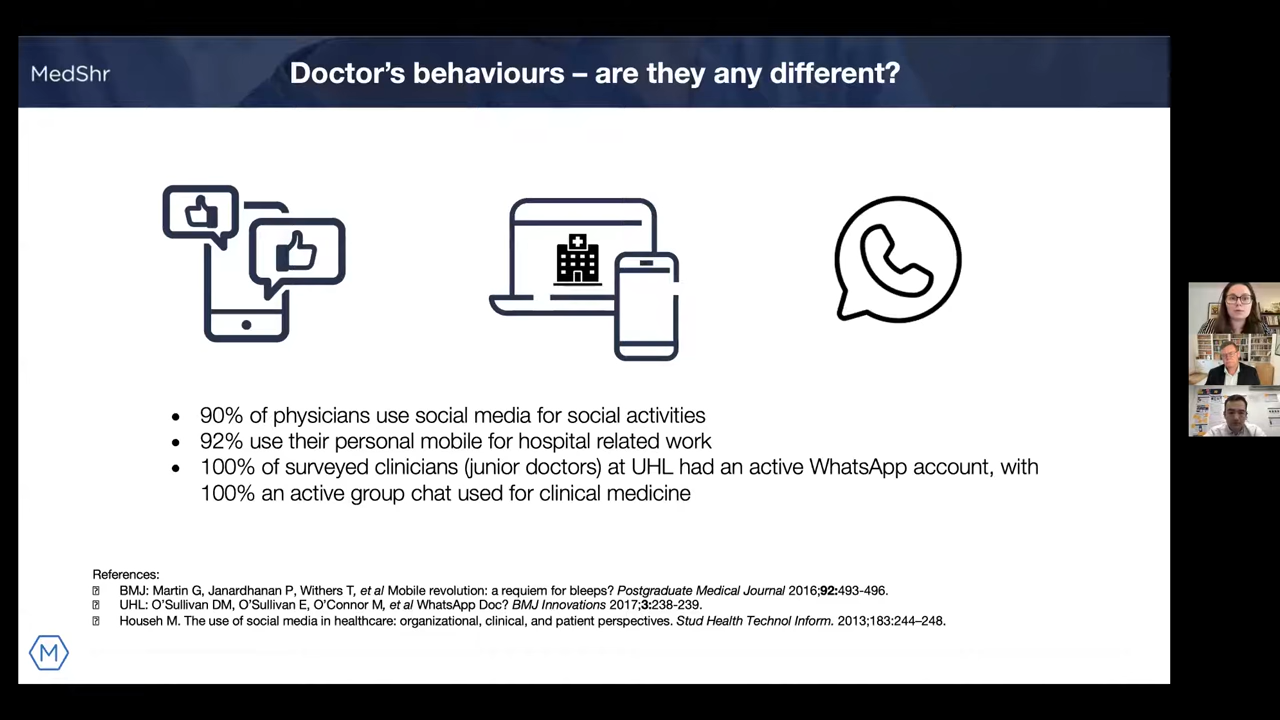 MedShr
Doctor's behaviours – are they any different?
• 90% of physicians use social media for social activities
• 92% use their personal mobile for hospital related work
• 100% of surveyed clinicians (junior doctors) at UHL had an active WhatsApp account, with
100% an active group chat used for clinical medicine
References:
BMJ: Martin G, Janardhanan P, Withers T, et al Mobile revolution: a requiem for bleeps? Postgraduate Medical Journal 2016;92:493-496.
UHL: O'Sullivan DM, O'Sullivan E, O'Connor M, et al WhatsApp Doc? BMJ Innovations 2017;3:238-239.
Househ M. The use of social media in healthcare: organizational, clinical, and patient perspectives. Stud Health Technol Inform. 2013;183:244–248.
M